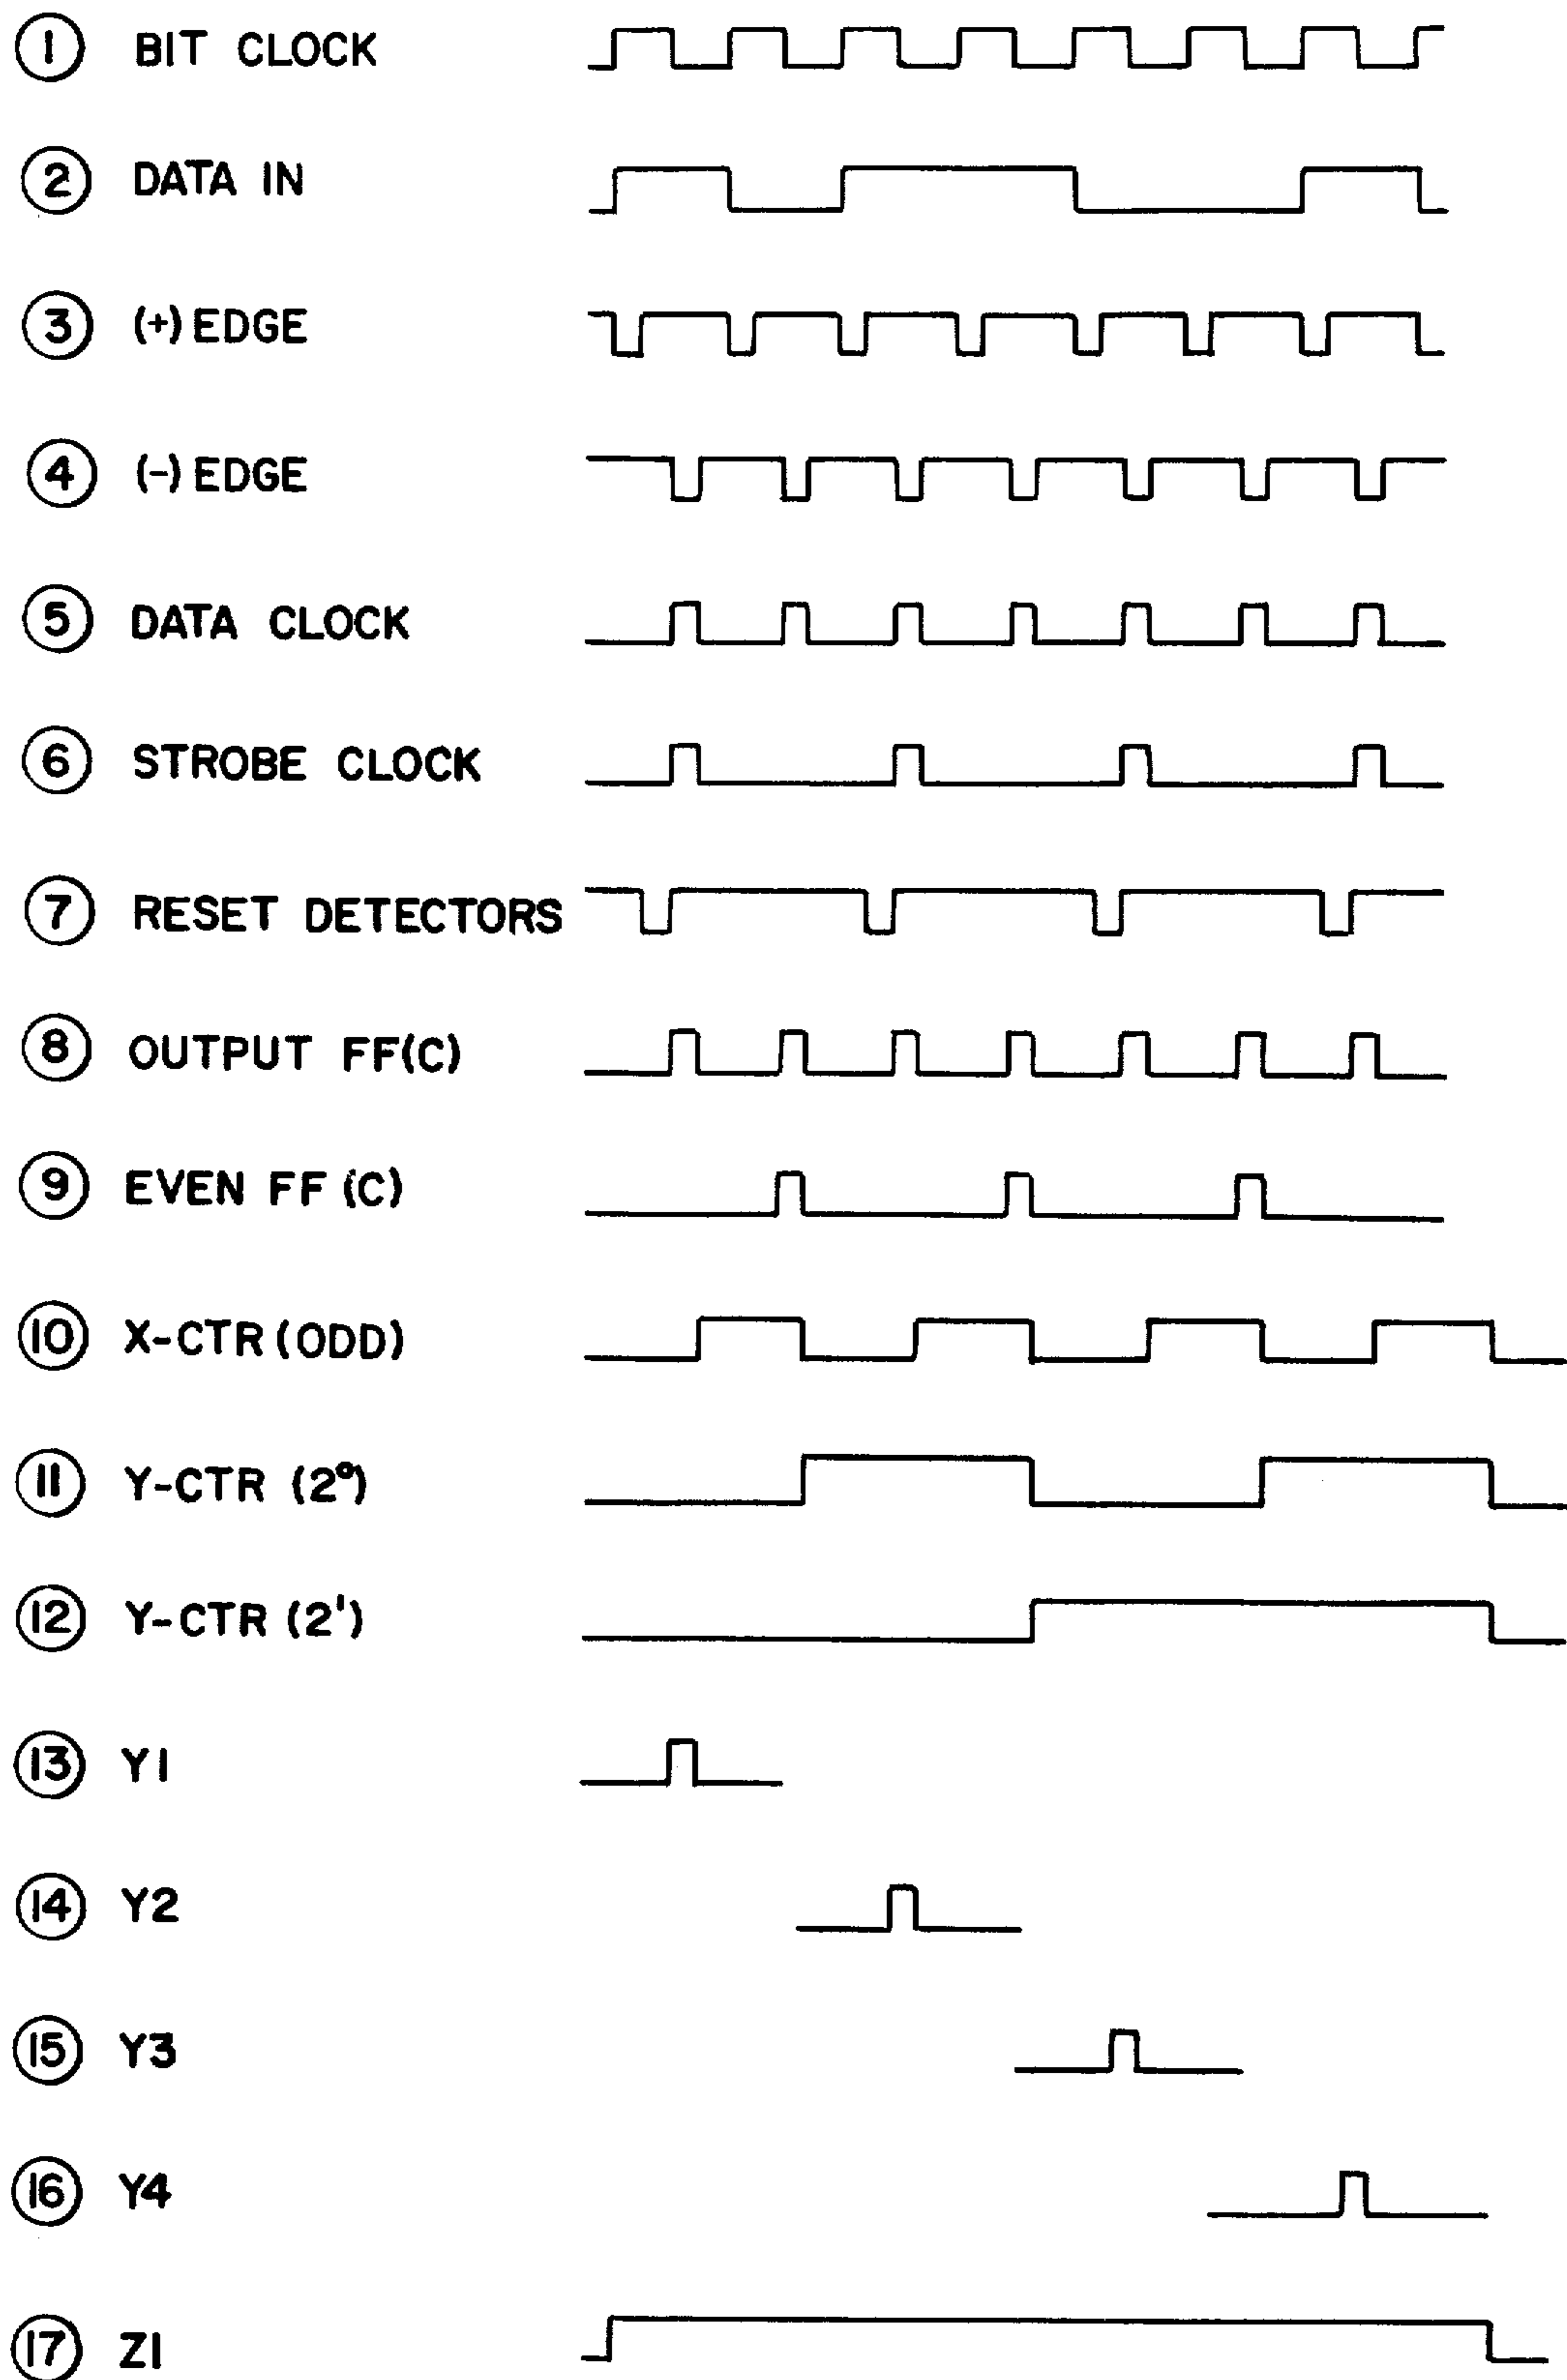 1 BIT CLOCK
2 DATA IN
3 (+) EDGE
4 (-) EDGE
5 DATA CLOCK
6 STROBE CLOCK
7 RESET DETECTORS
8 OUTPUT FF(C)
9 EVEN FF (C)
10 X-CTR (ODD)
11 Y-CTR (2⁰)
12 Y-CTR (2')
13 Y1
14 Y2
15 Y3
16 Y4
17 Z1